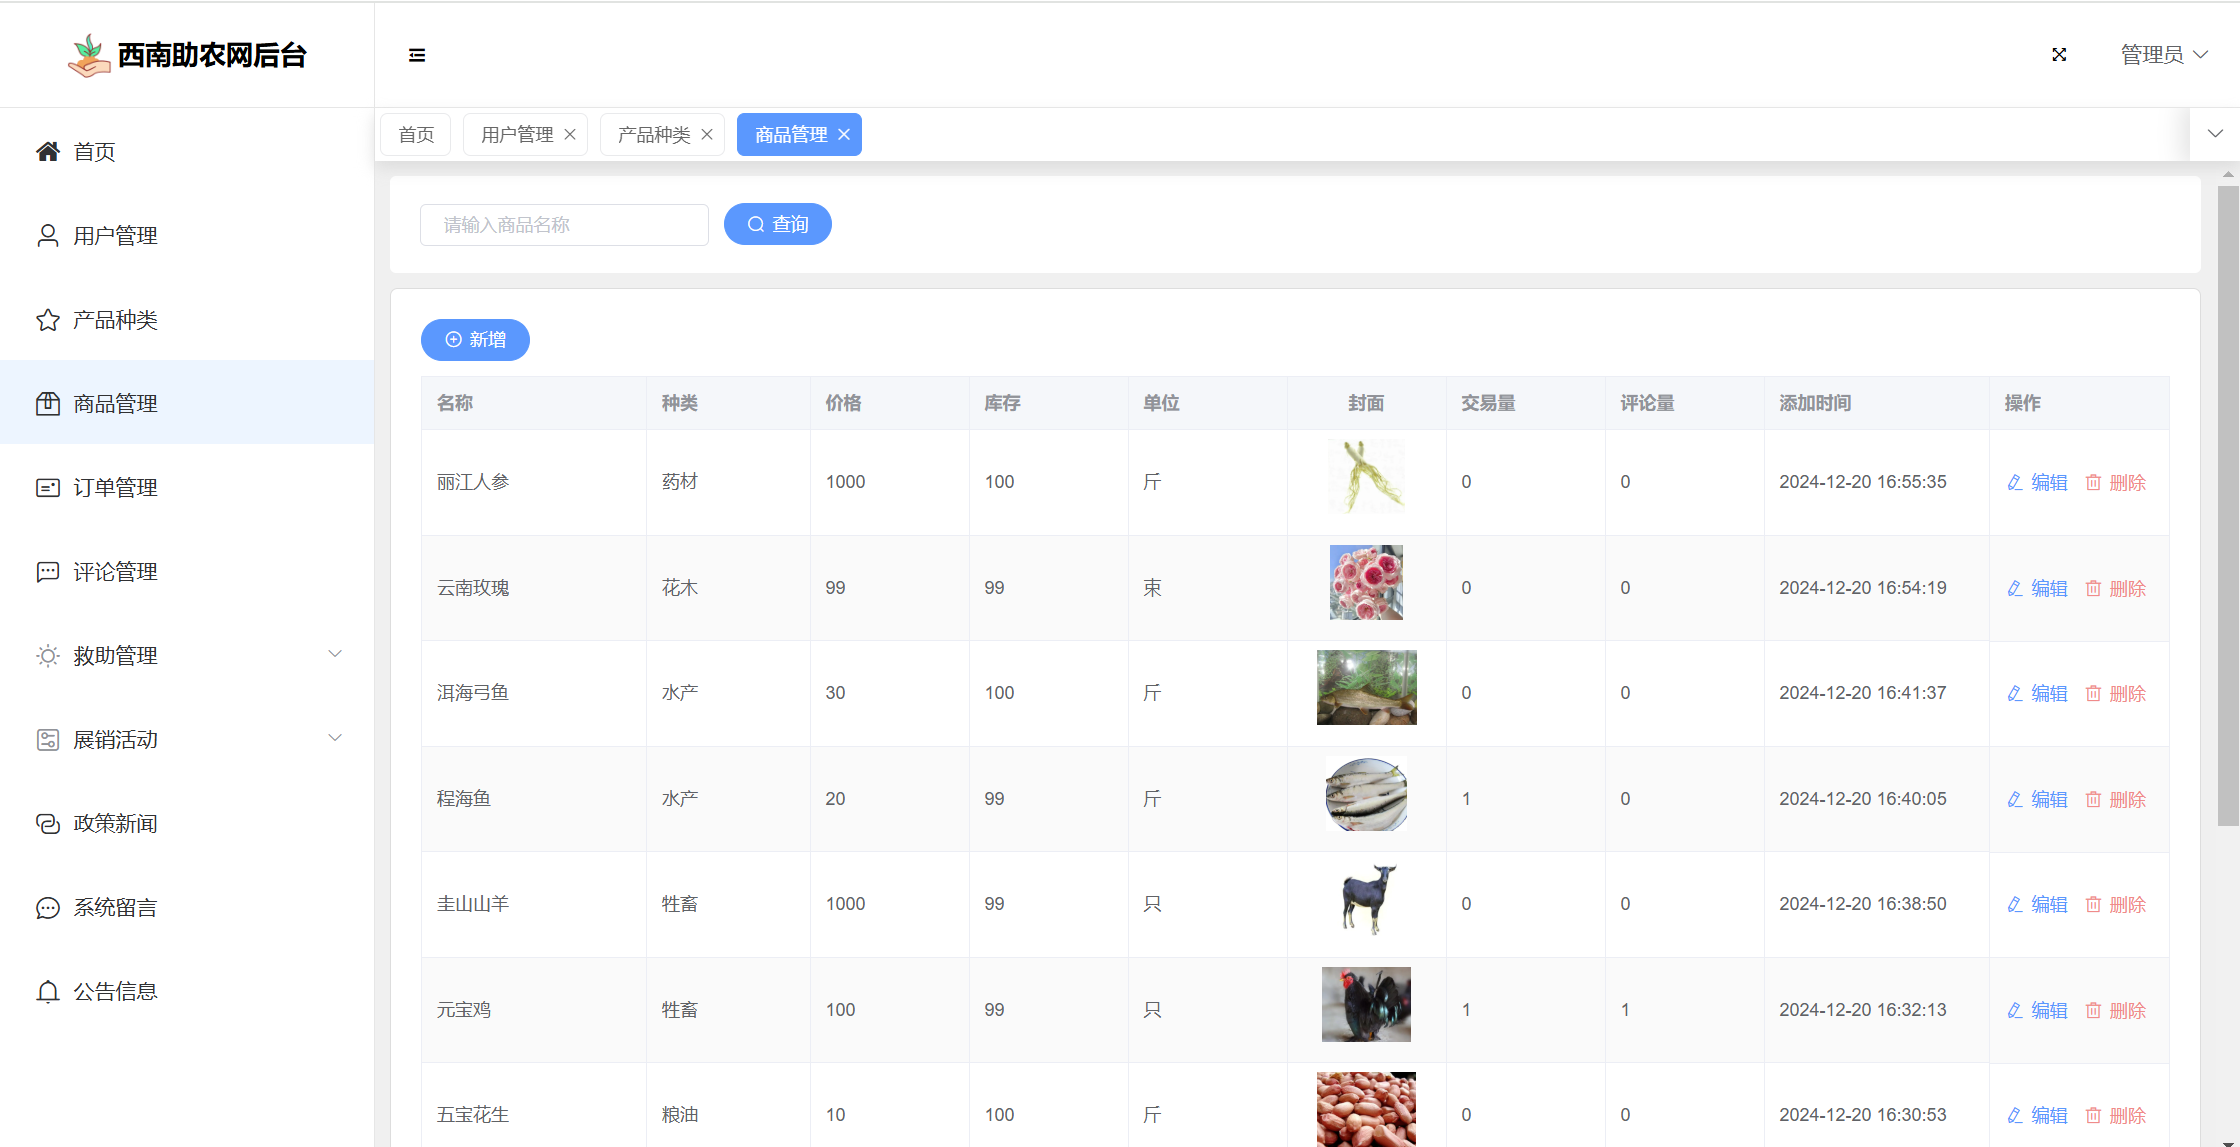 西南助农网后台
管理员
首页
用户管理
产品种类
商品管理
订单管理
评论管理
救助管理
展销活动
政策新闻
系统留言
公告信息
首页 用户管理 产品种类 商品管理
请输入商品名称 查询
新增
名称 种类 价格 库存 单位 封面 交易量 评论量 添加时间 操作
丽江人参 药材 1000 100 斤 0 0 2024-12-20 16:55:35 编辑 删除
云南玫瑰 花木 99 99 束 0 0 2024-12-20 16:54:19 编辑 删除
洱海弓鱼 水产 30 100 斤 0 0 2024-12-20 16:41:37 编辑 删除
程海鱼 水产 20 99 斤 1 0 2024-12-20 16:40:05 编辑 删除
圭山山羊 牲畜 1000 99 只 0 0 2024-12-20 16:38:50 编辑 删除
元宝鸡 牲畜 100 99 只 1 1 2024-12-20 16:32:13 编辑 删除
五宝花生 粮油 10 100 斤 0 0 2024-12-20 16:30:53 编辑 删除